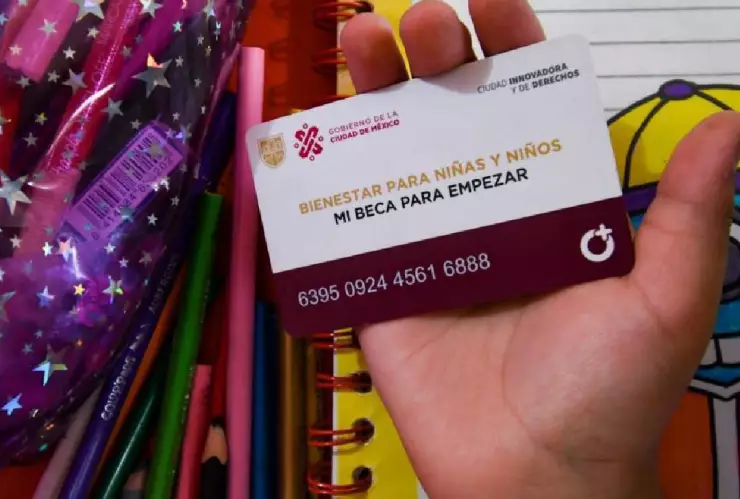 GOBIERNO DE LA
CIUDAD DE MÉXICO
CIUDAD INNOVADORA
Y DE DERECHOS
BIENESTAR PARA NIÑAS Y NIÑOS
MI BECA PARA EMPEZAR
6395 0924 4561 6888